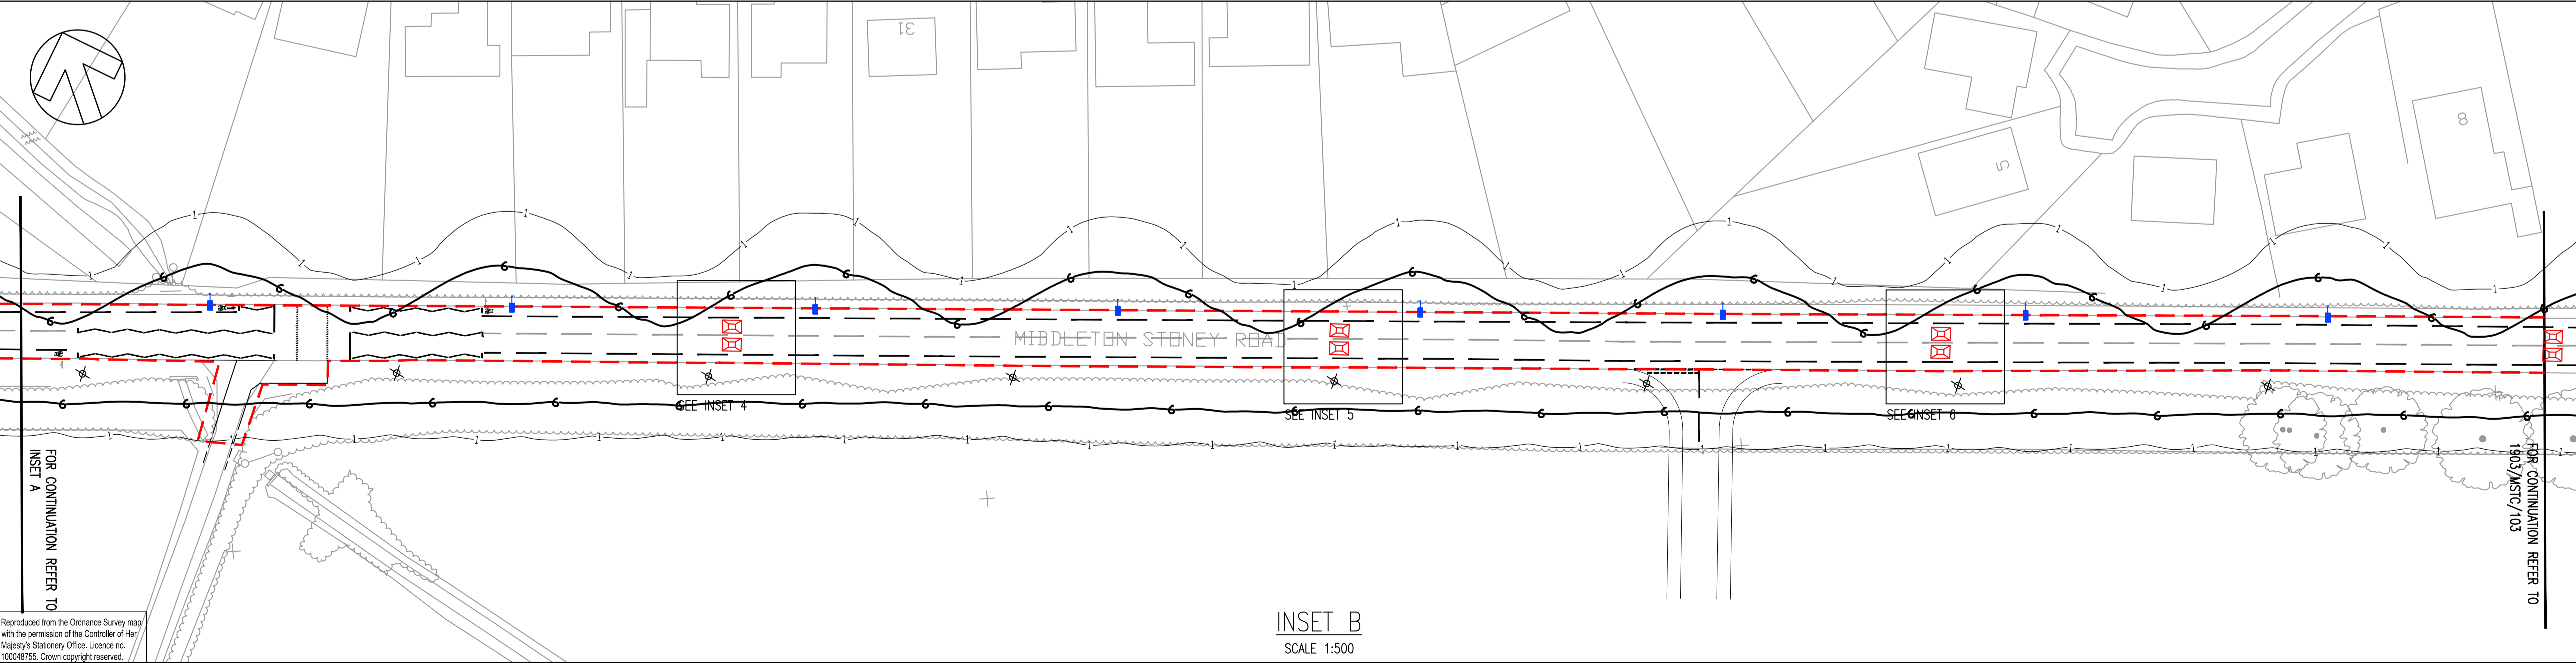 31
8
5
MIDDLETON STONEY ROAD
SEE INSET 4
SEE INSET 5
SEE INSET 6
FOR CONTINUATION REFER TO
INSET A
FOR CONTINUATION REFER TO
1903/MSTC/103
Reproduced from the Ordnance Survey map
with the permission of the Controller of Her
Majesty's Stationery Office. Licence no.
100048755. Crown copyright reserved.
INSET B
SCALE 1:500